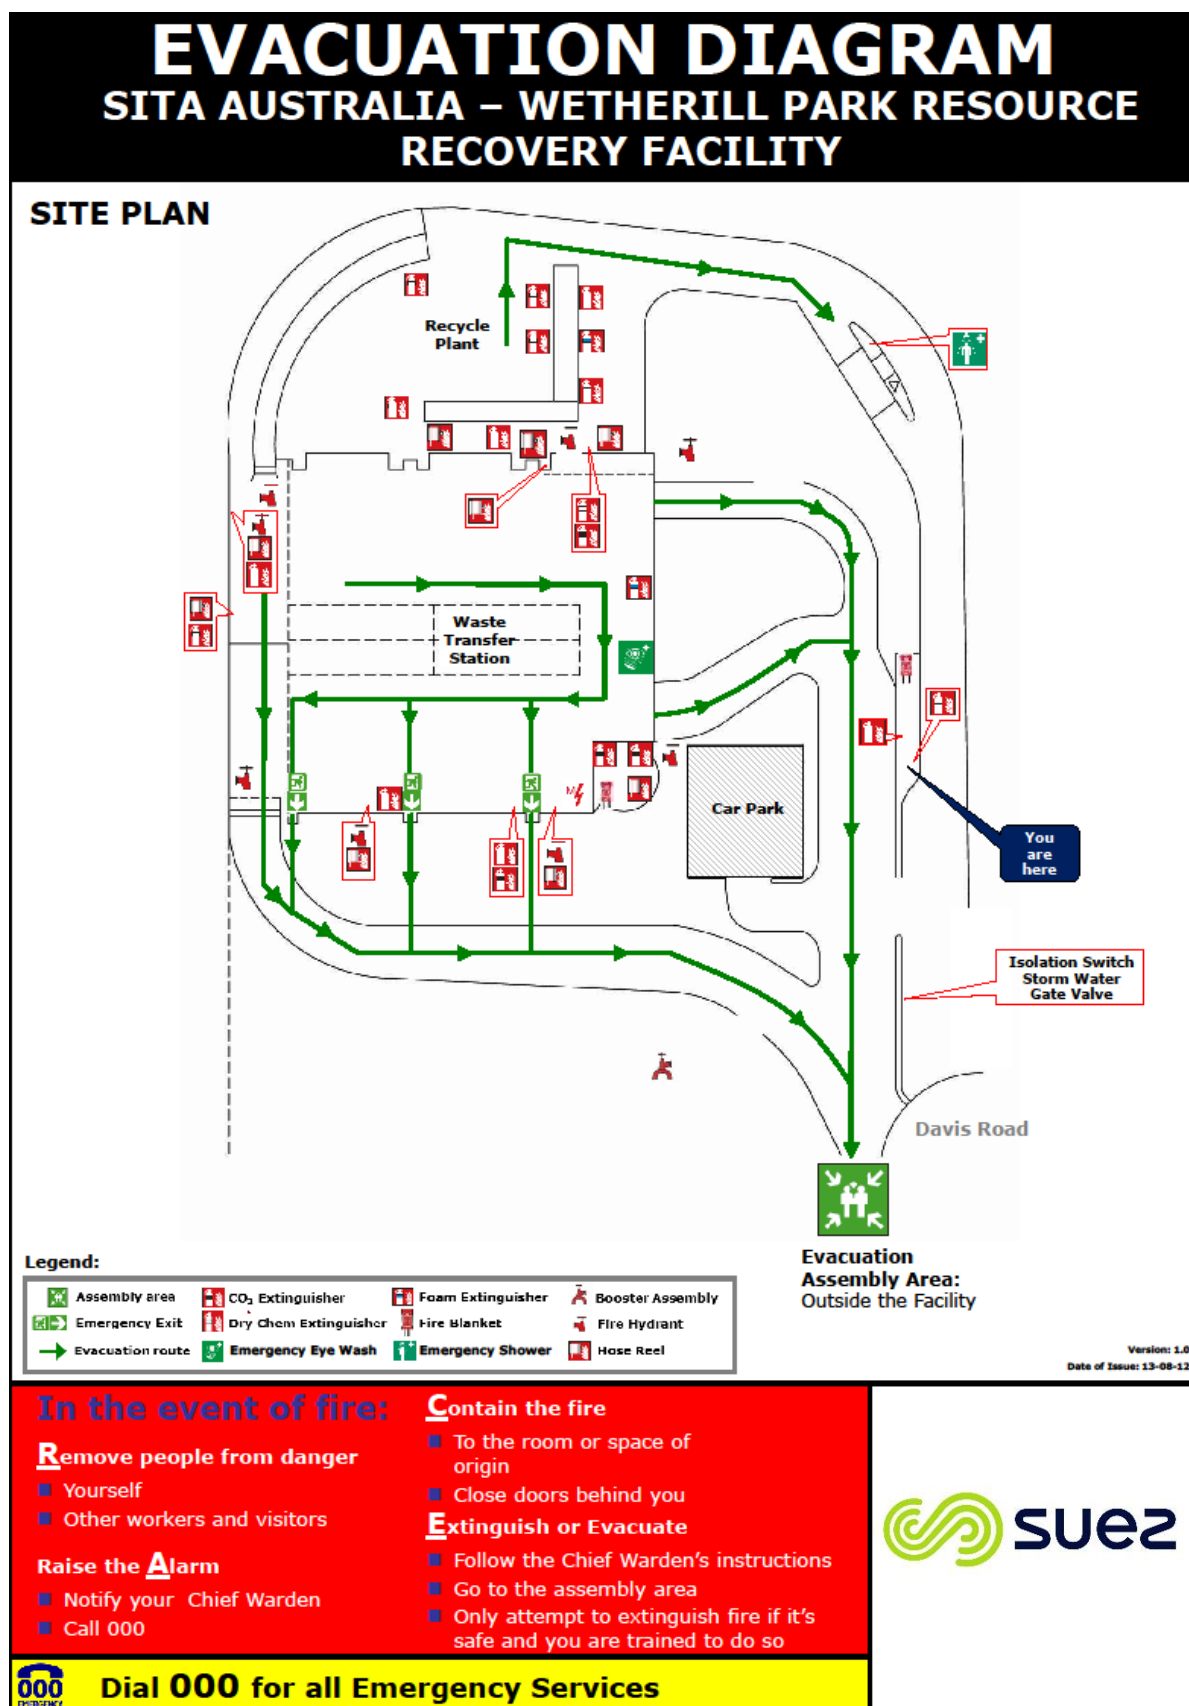 EVACUATION DIAGRAM
SITA AUSTRALIA – WETHERILL PARK RESOURCE
RECOVERY FACILITY
SITE PLAN
Recycle
Plant
Waste
Transfer
Station
Car Park
You
are
here
Isolation Switch
Storm Water
Gate Valve
Davis Road
Evacuation
Assembly Area:
Outside the Facility
Legend:
Assembly area
CO2 Extinguisher
Foam Extinguisher
Booster Assembly
Emergency Exit
Dry Chem Extinguisher
Fire Blanket
Fire Hydrant
Evacuation route
Emergency Eye Wash
Emergency Shower
Hose Reel
Version: 1.0
Date of Issue: 13-08-12
In the event of fire:
Remove people from danger
Yourself
Other workers and visitors
Raise the Alarm
Notify your Chief Warden
Call 000
Contain the fire
To the room or space of
origin
Close doors behind you
Extinguish or Evacuate
Follow the Chief Warden's instructions
Go to the assembly area
Only attempt to extinguish fire if it's
safe and you are trained to do so
suez
000
EMERGENCY
Dial 000 for all Emergency Services